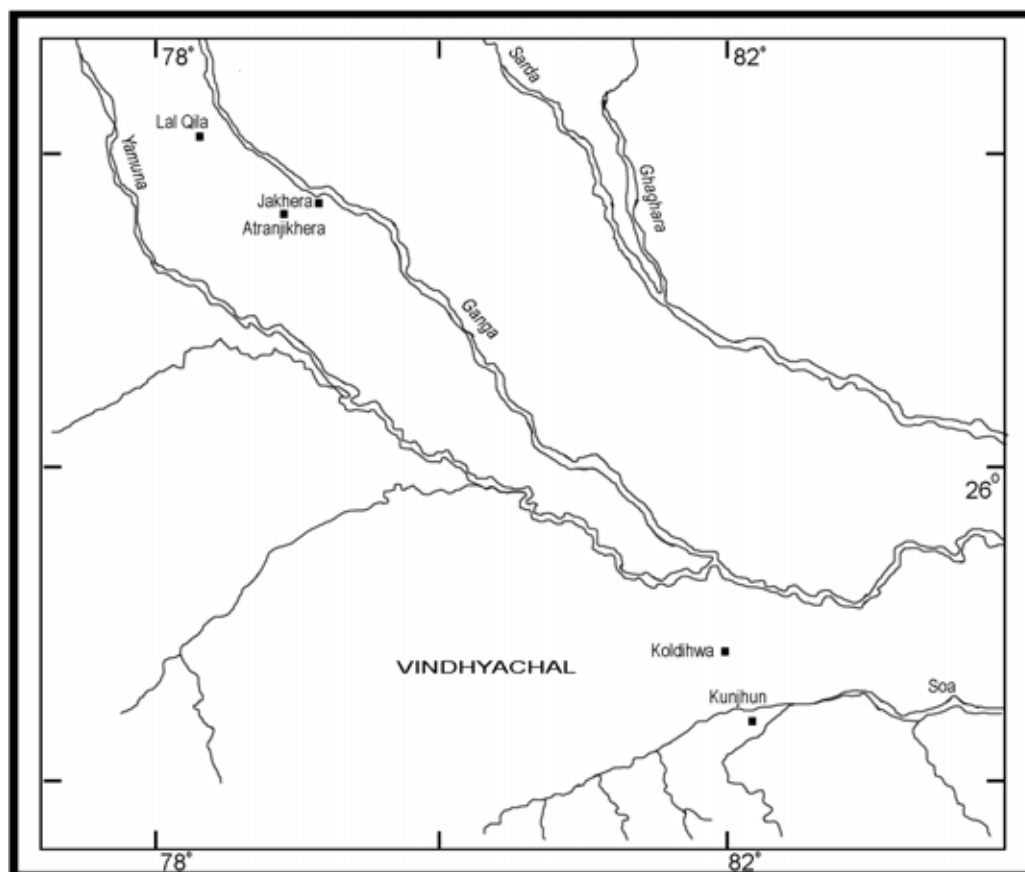 78°
82°
Sarda
Lal Qila
Yamuna
Ghaghara
Jakhera
Atranjikhera
Ganga
26°
Koldihwa
VINDHYACHAL
Soa
Kunjhun
78°
82°